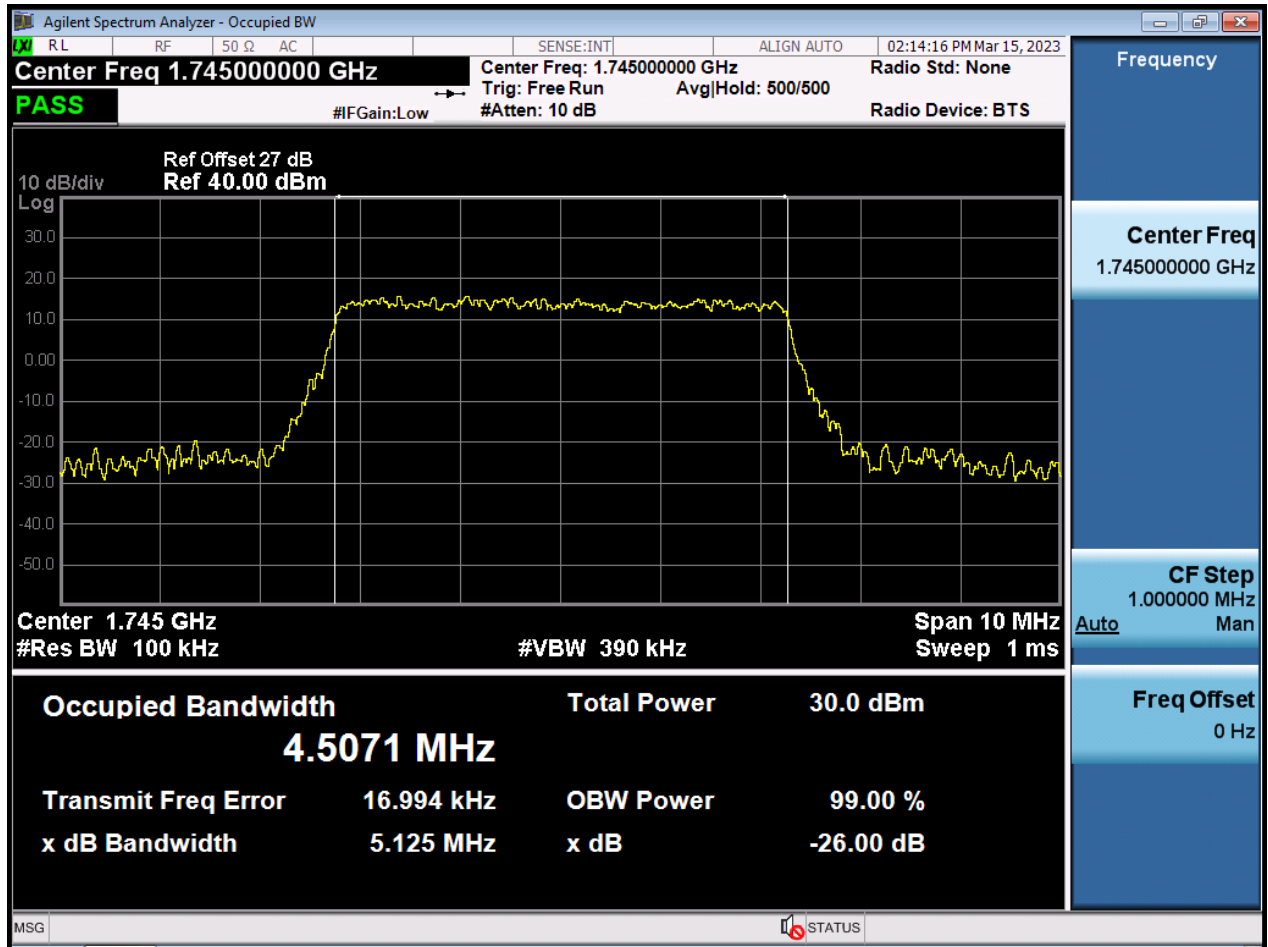 Agilent Spectrum Analyzer - Occupied BW
LXI RL RF 50 Ω AC SENSE:INT ALIGN AUTO 02:14:16 PM Mar 15, 2023
Center Freq 1.745000000 GHz
Center Freq: 1.745000000 GHz
Radio Std: None
Trig: Free Run Avg|Hold: 500/500
PASS
#IFGain:Low
#Atten: 10 dB
Radio Device: BTS
Ref Offset 27 dB
10 dB/div Ref 40.00 dBm
Log
30.0
20.0
10.0
0.00
-10.0
-20.0
-30.0
-40.0
-50.0
Center 1.745 GHz
Span 10 MHz
#Res BW 100 kHz
#VBW 390 kHz
Sweep 1 ms
Occupied Bandwidth
Total Power 30.0 dBm
4.5071 MHz
Transmit Freq Error 16.994 kHz
OBW Power 99.00 %
x dB Bandwidth 5.125 MHz
x dB -26.00 dB
MSG
STATUS
Frequency
Center Freq
1.745000000 GHz
CF Step
1.000000 MHz
Auto Man
Freq Offset
0 Hz